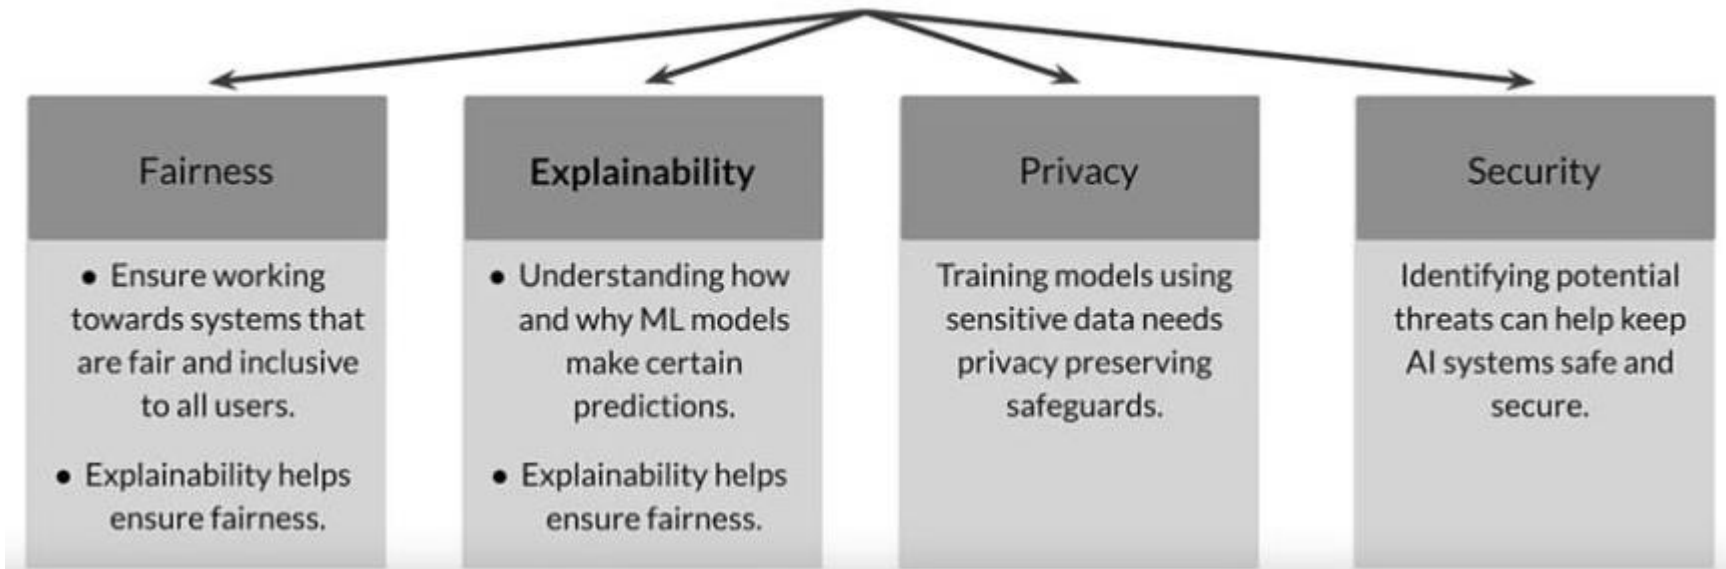 Fairness
● Ensure working
towards systems that
are fair and inclusive
to all users.
● Explainability helps
ensure fairness.
Explainability
● Understanding how
and why ML models
make certain
predictions.
● Explainability helps
ensure fairness.
Privacy
Training models using
sensitive data needs
privacy preserving
safeguards.
Security
Identifying potential
threats can help keep
AI systems safe and
secure.